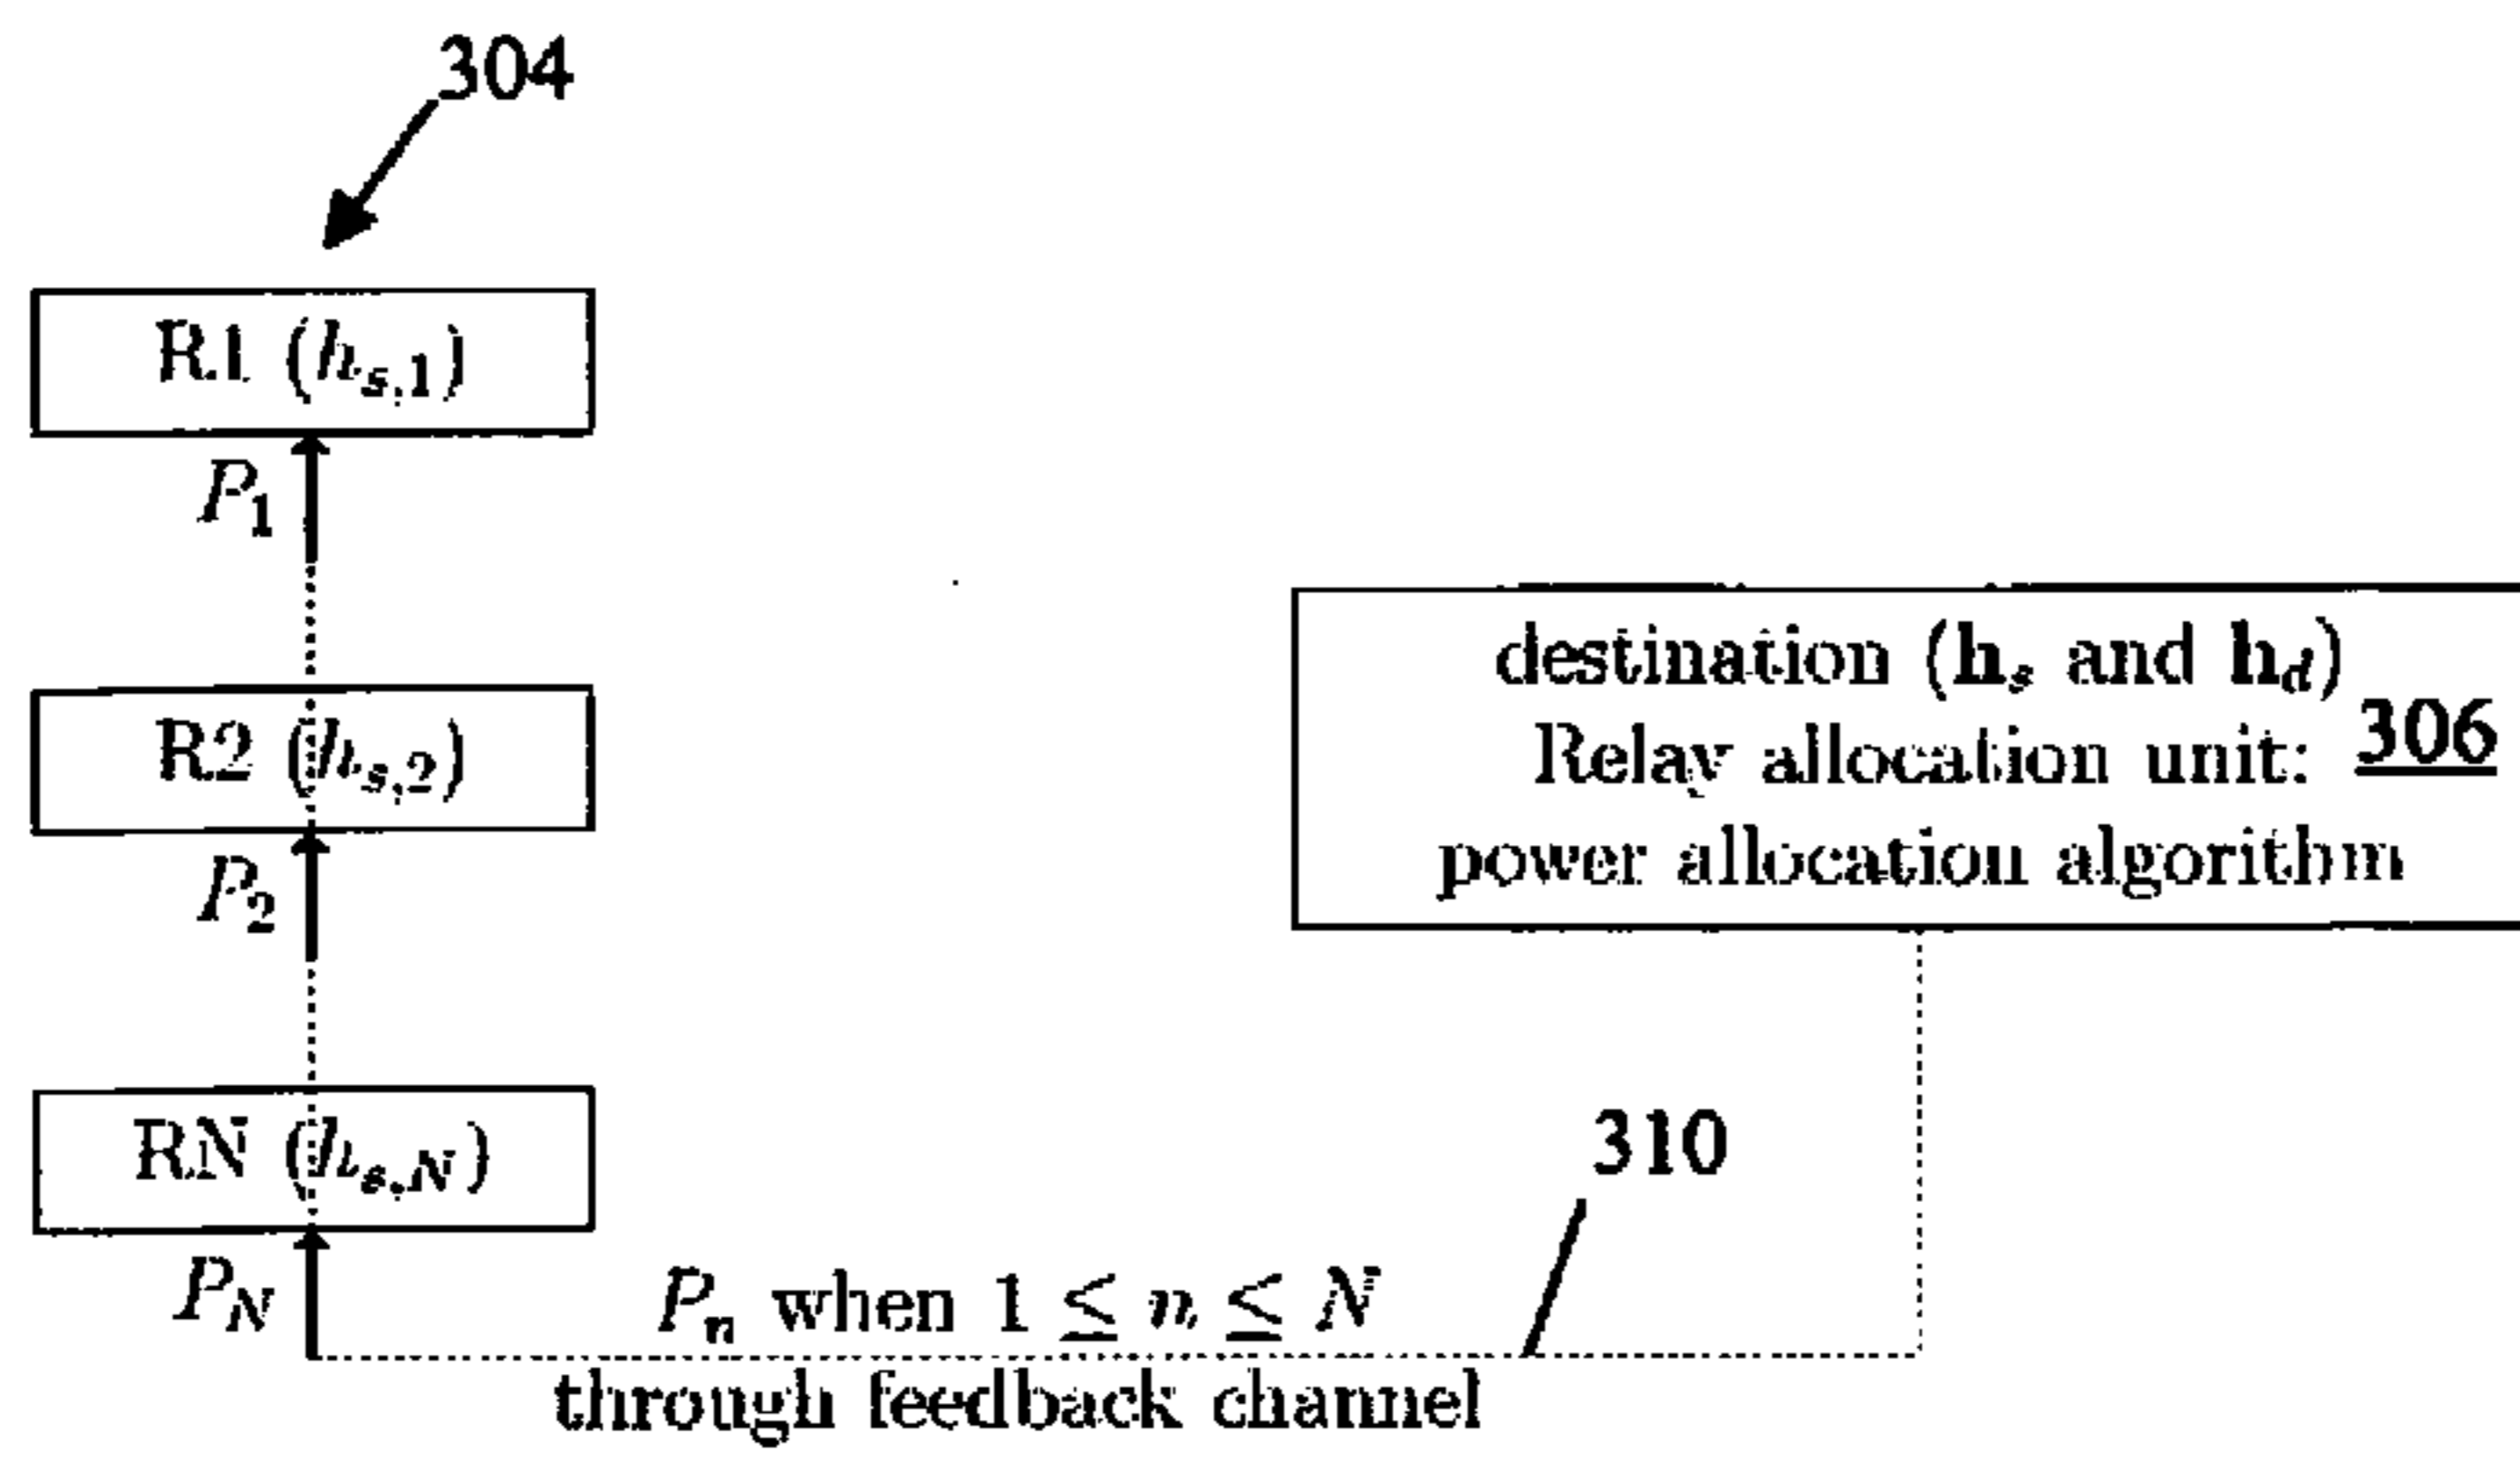 304
R1 (h_{s,1})
P_1
destination (h_s and h_d)
R2 (h_{s,2})
Relay allocation unit: 306
P_2
power allocation algorithm
310
RN (h_{s,N})
P_N
P_n when 1 ≤ n ≤ N
through feedback channel